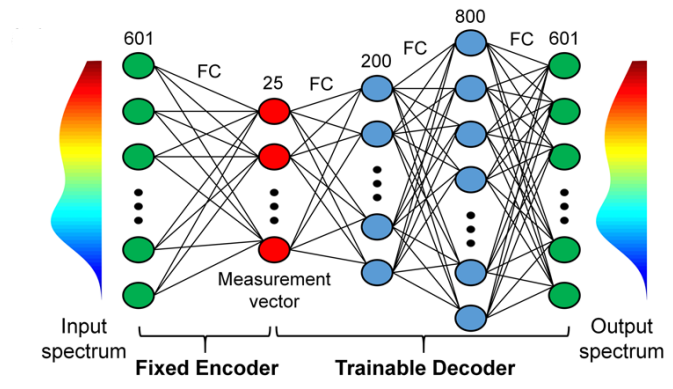 800
601
FC
601
FC
200
FC
25
FC
Measurement
vector
Input
spectrum
Output
spectrum
Fixed Encoder
Trainable Decoder